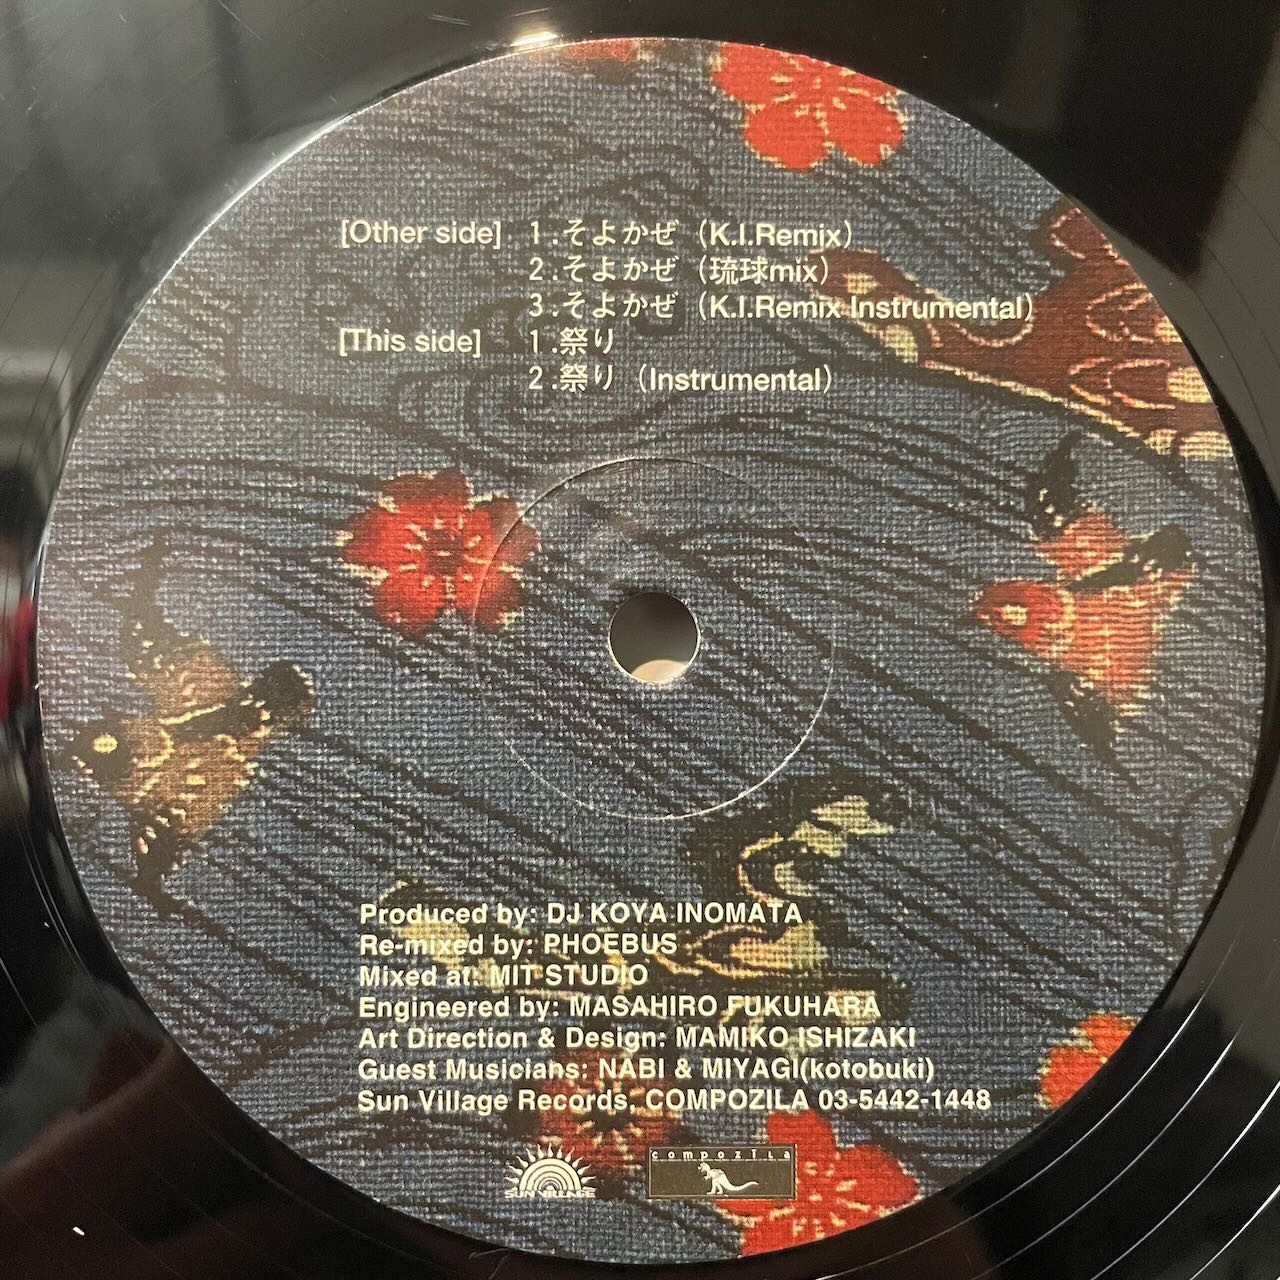 [Other side] 1.そよかぜ（K.I.Remix）
2.そよかぜ（琉球mix）
3.そよかぜ（K.I.Remix Instrumental）
[This side] 1.祭り
2.祭り（Instrumental）
Produced by: DJ KOYA INOMATA
Re-mixed by: PHOEBUS
Mixed at: MIT STUDIO
Engineered by: MASAHIRO FUKUHARA
Art Direction & Design: MAMIKO ISHIZAKI
Guest Musicians: NABI & MIYAGI(kotobuki)
Sun Village Records, COMPOZILA 03-5442-1448
SUN VILLAGE compozila